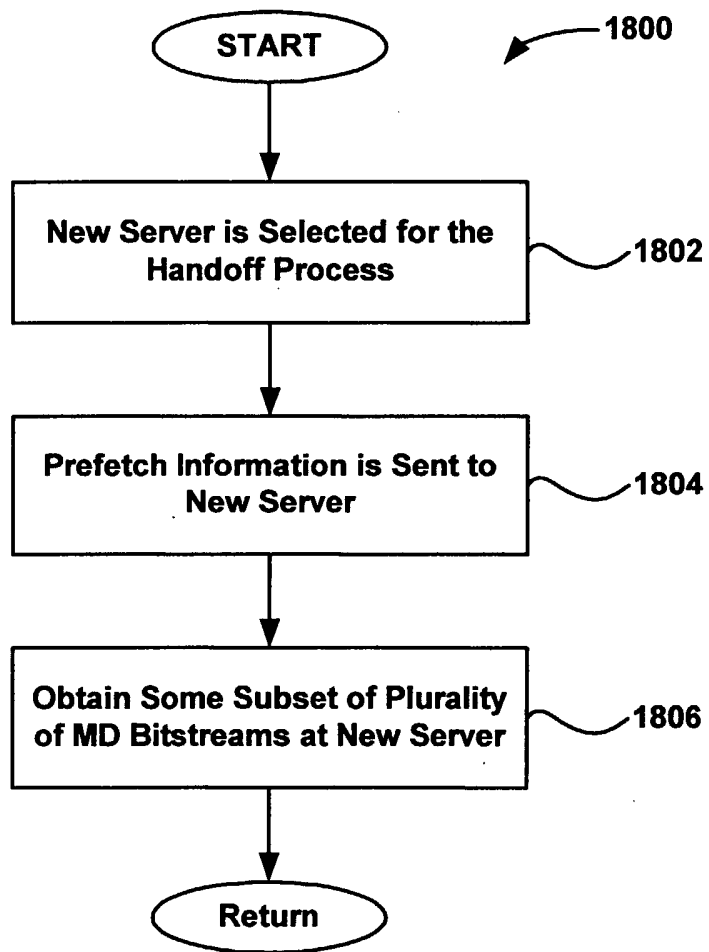 START
1800
New Server is Selected for the
Handoff Process
1802
Prefetch Information is Sent to
New Server
1804
Obtain Some Subset of Plurality
of MD Bitstreams at New Server
1806
Return